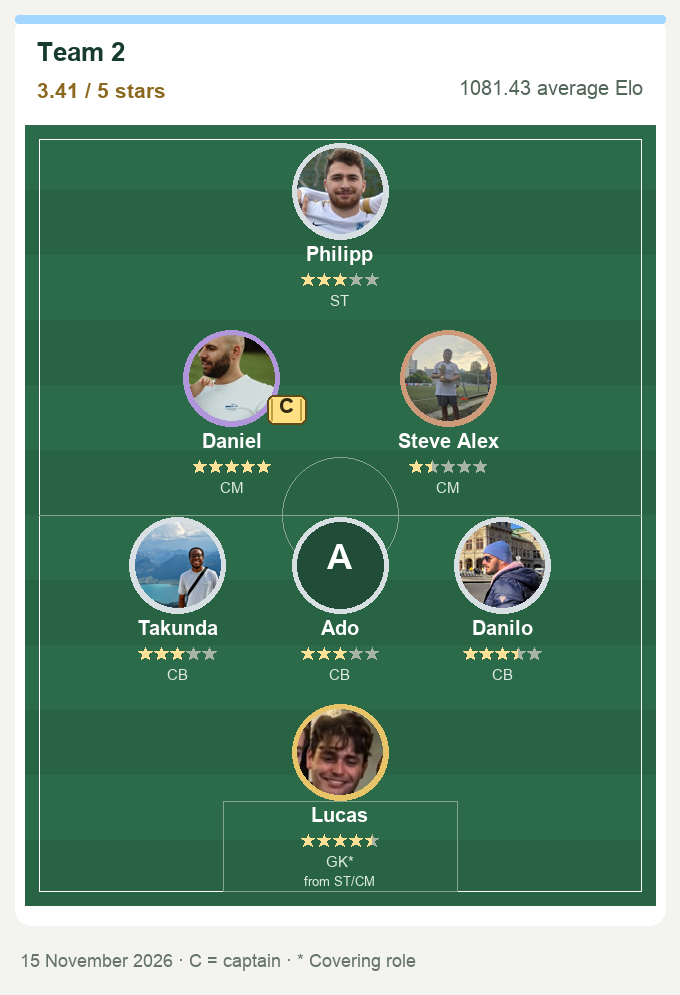 Team 2
3.41 / 5 stars
1081.43 average Elo
Philipp
ST
C
Daniel
CM
Steve Alex
CM
A
Takunda
CB
Ado
CB
Danilo
CB
Lucas
GK*
from ST/CM
15 November 2026 · C = captain · * Covering role